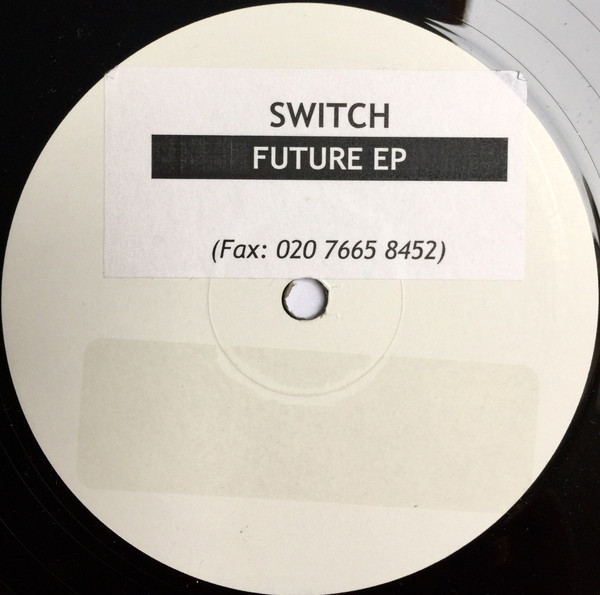 SWITCH
FUTURE EP
(Fax: 020 7665 8452)